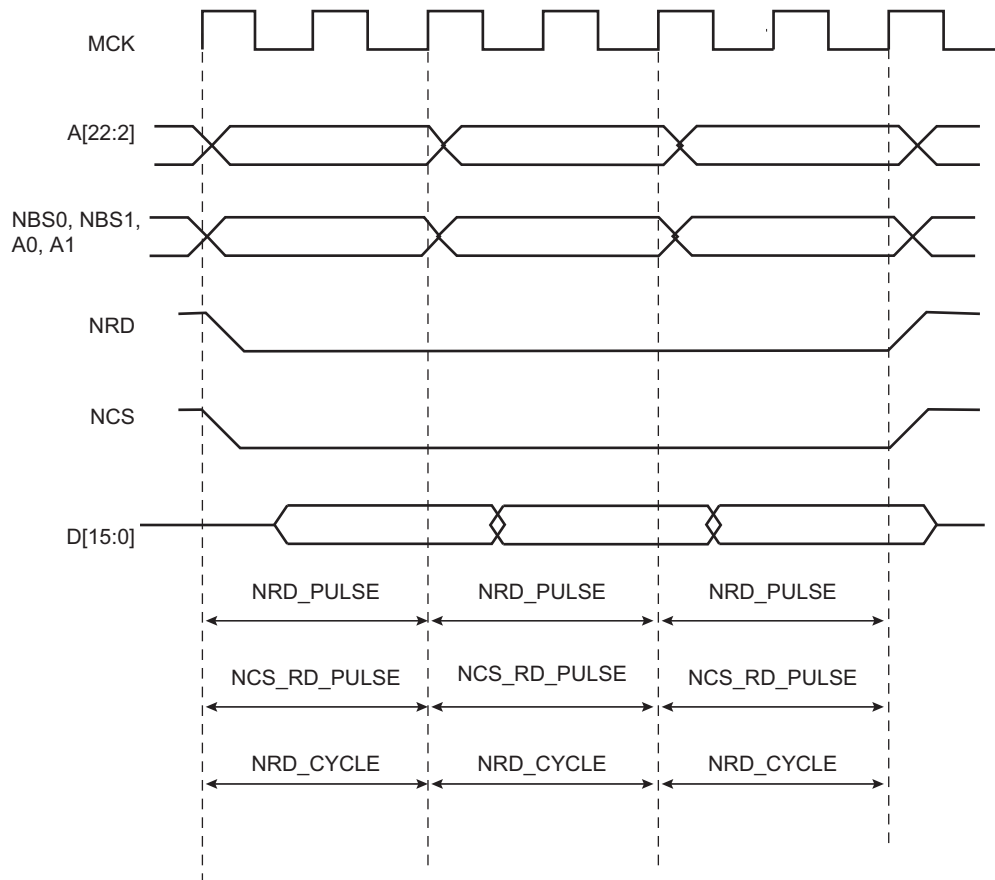 MCK
A[22:2]
NBS0, NBS1,
A0, A1
NRD
NCS
D[15:0]
NRD_PULSE NRD_PULSE NRD_PULSE
NCS_RD_PULSE NCS_RD_PULSE NCS_RD_PULSE
NRD_CYCLE NRD_CYCLE NRD_CYCLE